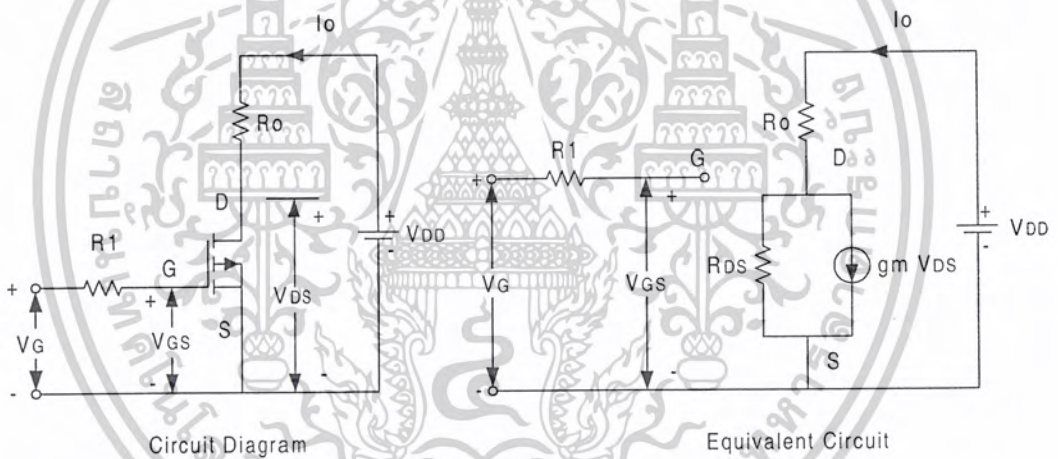 Io
Ro
D
R1
G
+
+
-
VG
VGS
-
S
+
VDS
-
+
-
VDD
Circuit Diagram
Io
Ro
D
R1
G
+
+
VG
VGS
-
-
RDS
gm VDS
S
+
-
VDD
Equivalent Circuit